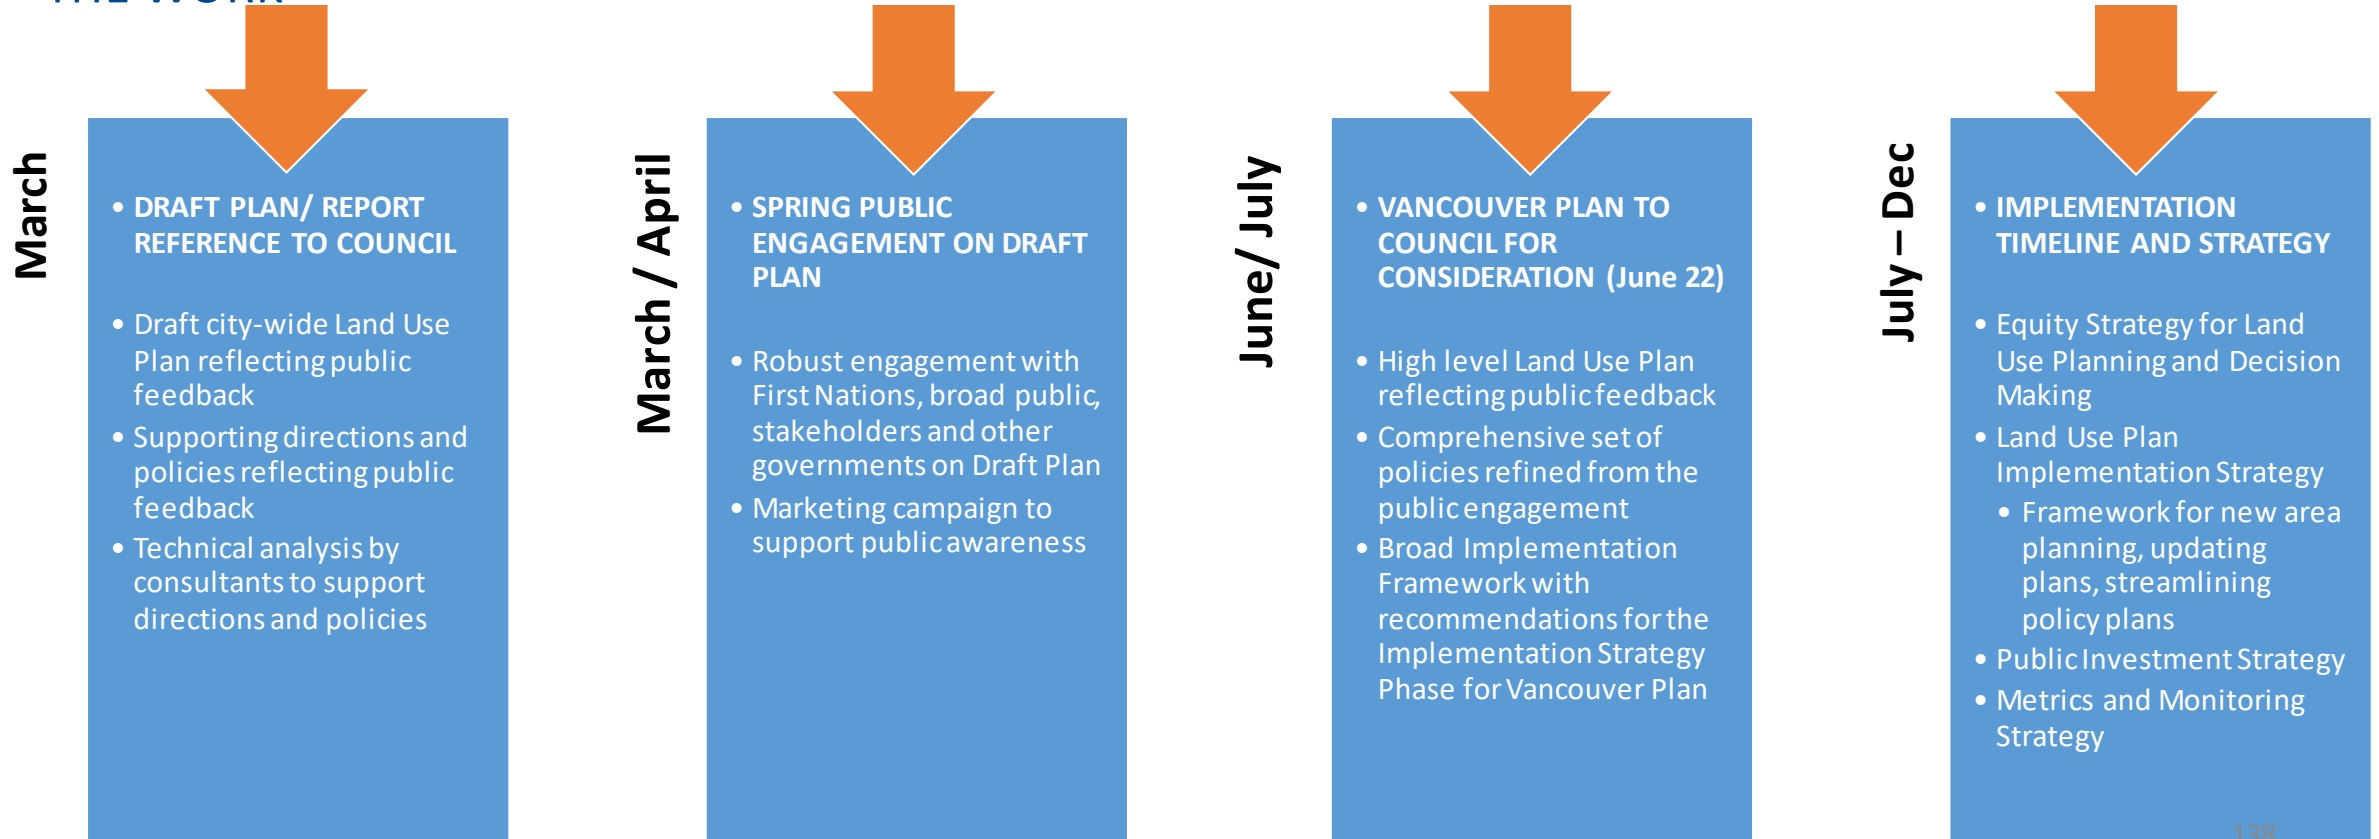 THE WORK
March
• DRAFT PLAN/ REPORT
REFERENCE TO COUNCIL
• Draft city-wide Land Use
Plan reflecting public
feedback
• Supporting directions and
policies reflecting public
feedback
• Technical analysis by
consultants to support
directions and policies
March / April
• SPRING PUBLIC
ENGAGEMENT ON DRAFT
PLAN
• Robust engagement with
First Nations, broad public,
stakeholders and other
governments on Draft Plan
• Marketing campaign to
support public awareness
June/ July
• VANCOUVER PLAN TO
COUNCIL FOR
CONSIDERATION (June 22)
• High level Land Use Plan
reflecting public feedback
• Comprehensive set of
policies refined from the
public engagement
• Broad Implementation
Framework with
recommendations for the
Implementation Strategy
Phase for Vancouver Plan
July – Dec
• IMPLEMENTATION
TIMELINE AND STRATEGY
• Equity Strategy for Land
Use Planning and Decision
Making
• Land Use Plan
Implementation Strategy
• Framework for new area
planning, updating
plans, streamlining
policy plans
• Public Investment Strategy
• Metrics and Monitoring
Strategy
138